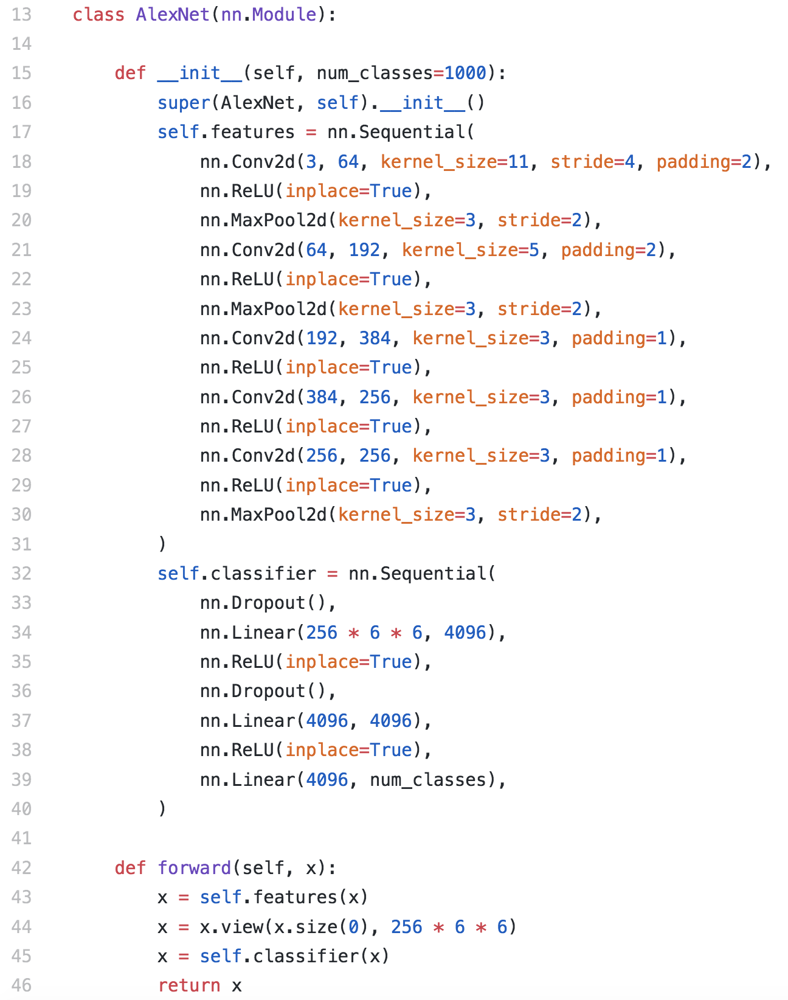 13 class AlexNet(nn.Module):
14
15 def __init__(self, num_classes=1000):
16 super(AlexNet, self).__init__()
17 self.features = nn.Sequential(
18 nn.Conv2d(3, 64, kernel_size=11, stride=4, padding=2),
19 nn.ReLU(inplace=True),
20 nn.MaxPool2d(kernel_size=3, stride=2),
21 nn.Conv2d(64, 192, kernel_size=5, padding=2),
22 nn.ReLU(inplace=True),
23 nn.MaxPool2d(kernel_size=3, stride=2),
24 nn.Conv2d(192, 384, kernel_size=3, padding=1),
25 nn.ReLU(inplace=True),
26 nn.Conv2d(384, 256, kernel_size=3, padding=1),
27 nn.ReLU(inplace=True),
28 nn.Conv2d(256, 256, kernel_size=3, padding=1),
29 nn.ReLU(inplace=True),
30 nn.MaxPool2d(kernel_size=3, stride=2),
31 )
32 self.classifier = nn.Sequential(
33 nn.Dropout(),
34 nn.Linear(256 * 6 * 6, 4096),
35 nn.ReLU(inplace=True),
36 nn.Dropout(),
37 nn.Linear(4096, 4096),
38 nn.ReLU(inplace=True),
39 nn.Linear(4096, num_classes),
40 )
41
42 def forward(self, x):
43 x = self.features(x)
44 x = x.view(x.size(0), 256 * 6 * 6)
45 x = self.classifier(x)
46 return x